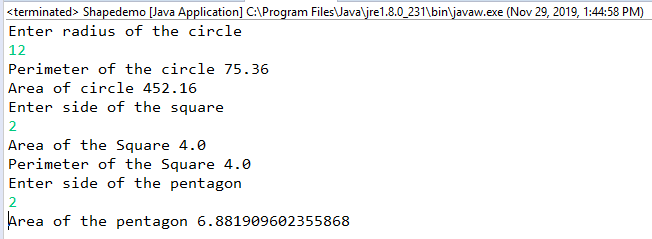 <terminated> Shapedemo [Java Application] C:\Program Files\Java\jre1.8.0_231\bin\javaw.exe (Nov 29, 2019, 1:44:58 PM)
Enter radius of the circle
12
Perimeter of the circle 75.36
Area of circle 452.16
Enter side of the square
2
Area of the Square 4.0
Perimeter of the Square 4.0
Enter side of the pentagon
2
Area of the pentagon 6.881909602355868